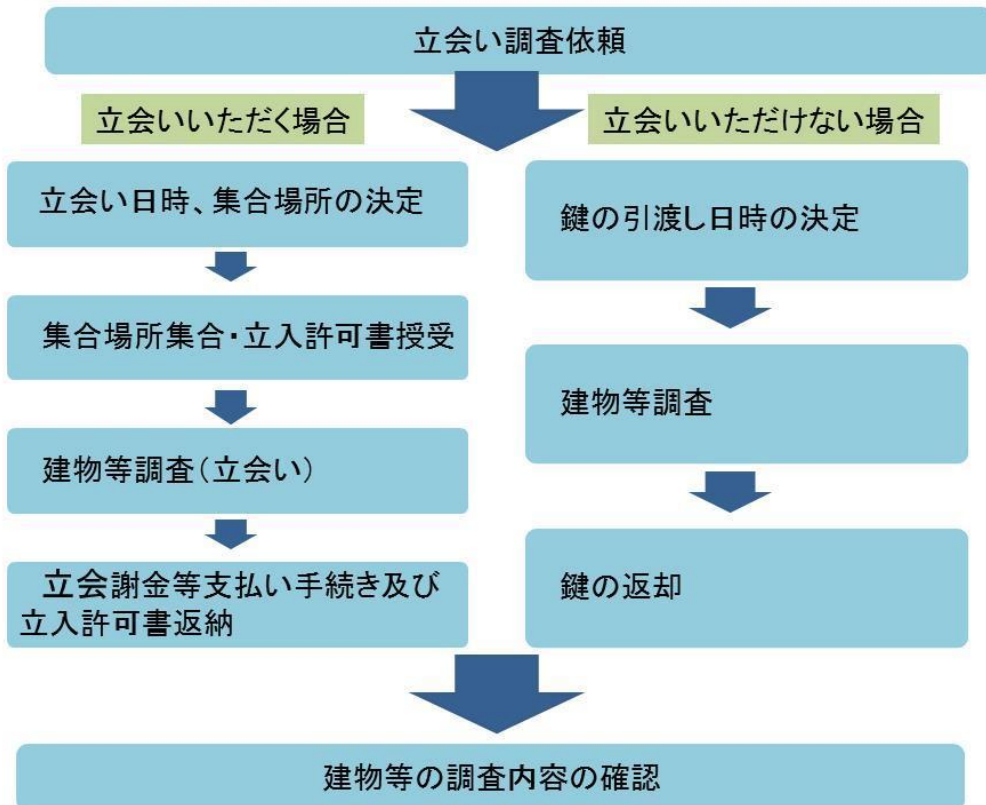 立会い調査依頼
立会いいただく場合
立会い日時、集合場所の決定
集合場所集合・立入許可書授受
建物等調査(立会い)
立会謝金等支払い手続き及び
立入許可書返納
立会いいただけない場合
鍵の引渡し日時の決定
建物等調査
鍵の返却
建物等の調査内容の確認